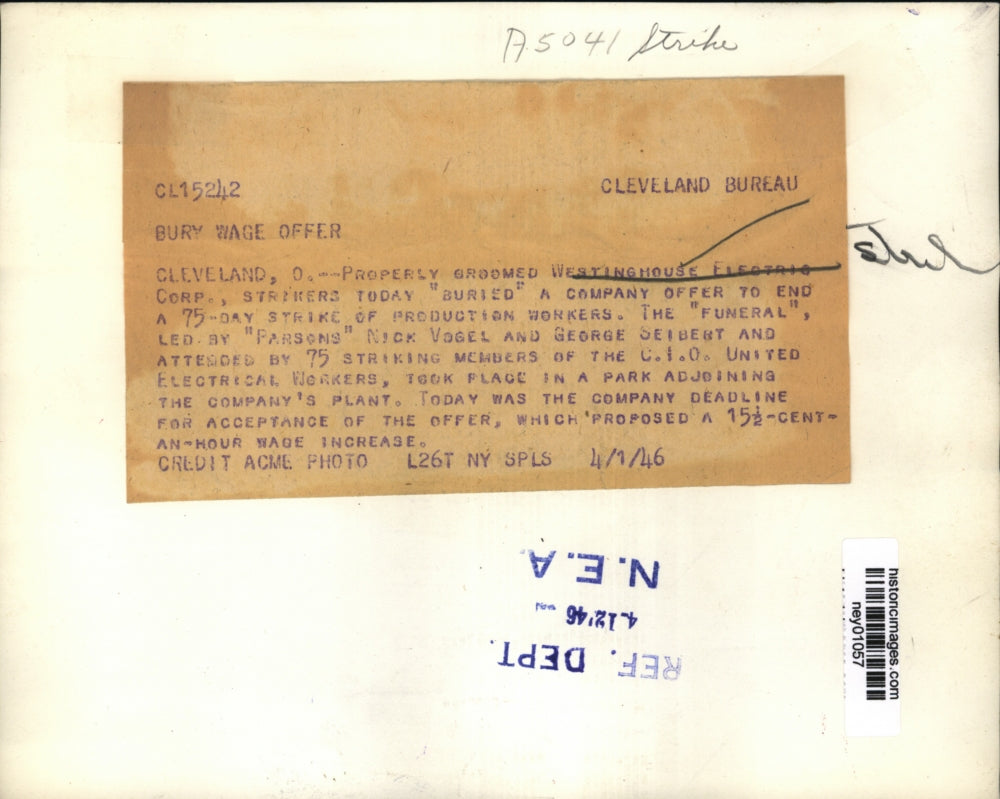 A5041 Strike
CL15242 CLEVELAND BUREAU
BURY WAGE OFFER
CLEVELAND, O.--PROPERLY GROOMED WESTINGHOUSE ELECTRIC
CORP., STRIKERS TODAY "BURIED" A COMPANY OFFER TO END
A 75-DAY STRIKE OF PRODUCTION WORKERS. THE "FUNERAL",
LED BY "PARSONS" NICK VOGEL AND GEORGE SEIBERT AND
ATTENDED BY 75 STRIKING MEMBERS OF THE C.I.O. UNITED
ELECTRICAL WORKERS, TOOK PLACE IN A PARK ADJOINING
THE COMPANY'S PLANT. TODAY WAS THE COMPANY DEADLINE
FOR ACCEPTANCE OF THE OFFER, WHICH PROPOSED A 15½-CENT-
AN-HOUR WAGE INCREASE.
CREDIT ACME PHOTO L26T NY SPLS 4/1/46
REF. DEPT.
4-12'46
N.E.A.
historicimages.com
ney01057